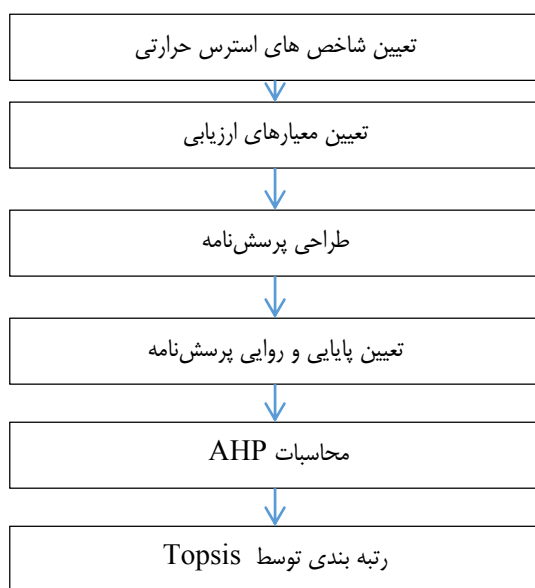 تعیین شاخص های استرس حرارتی
تعیین معیارهای ارزیابی
طراحی پرسش‌نامه
تعیین پایایی و روایی پرسش‌نامه
محاسبات AHP
رتبه بندی توسط Topsis